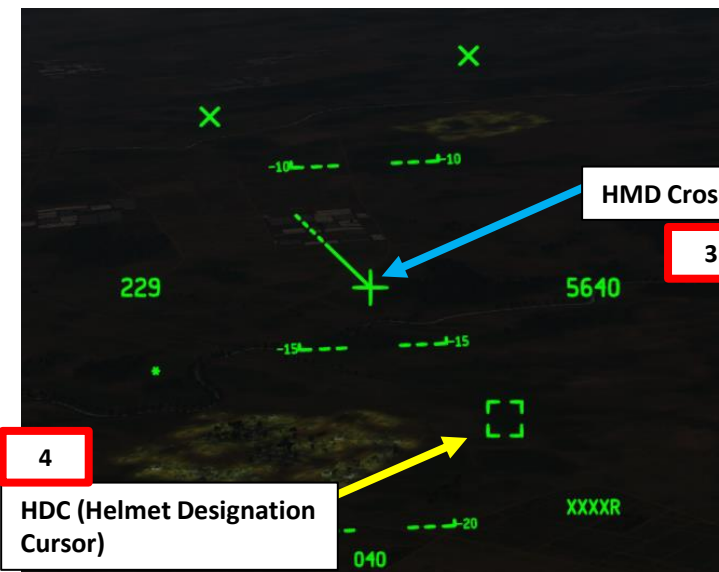 -10 -10
HMD Cros
3
229 5640
-15 -15
4
HDC (Helmet Designation
Cursor)
XXXXR
-20
040